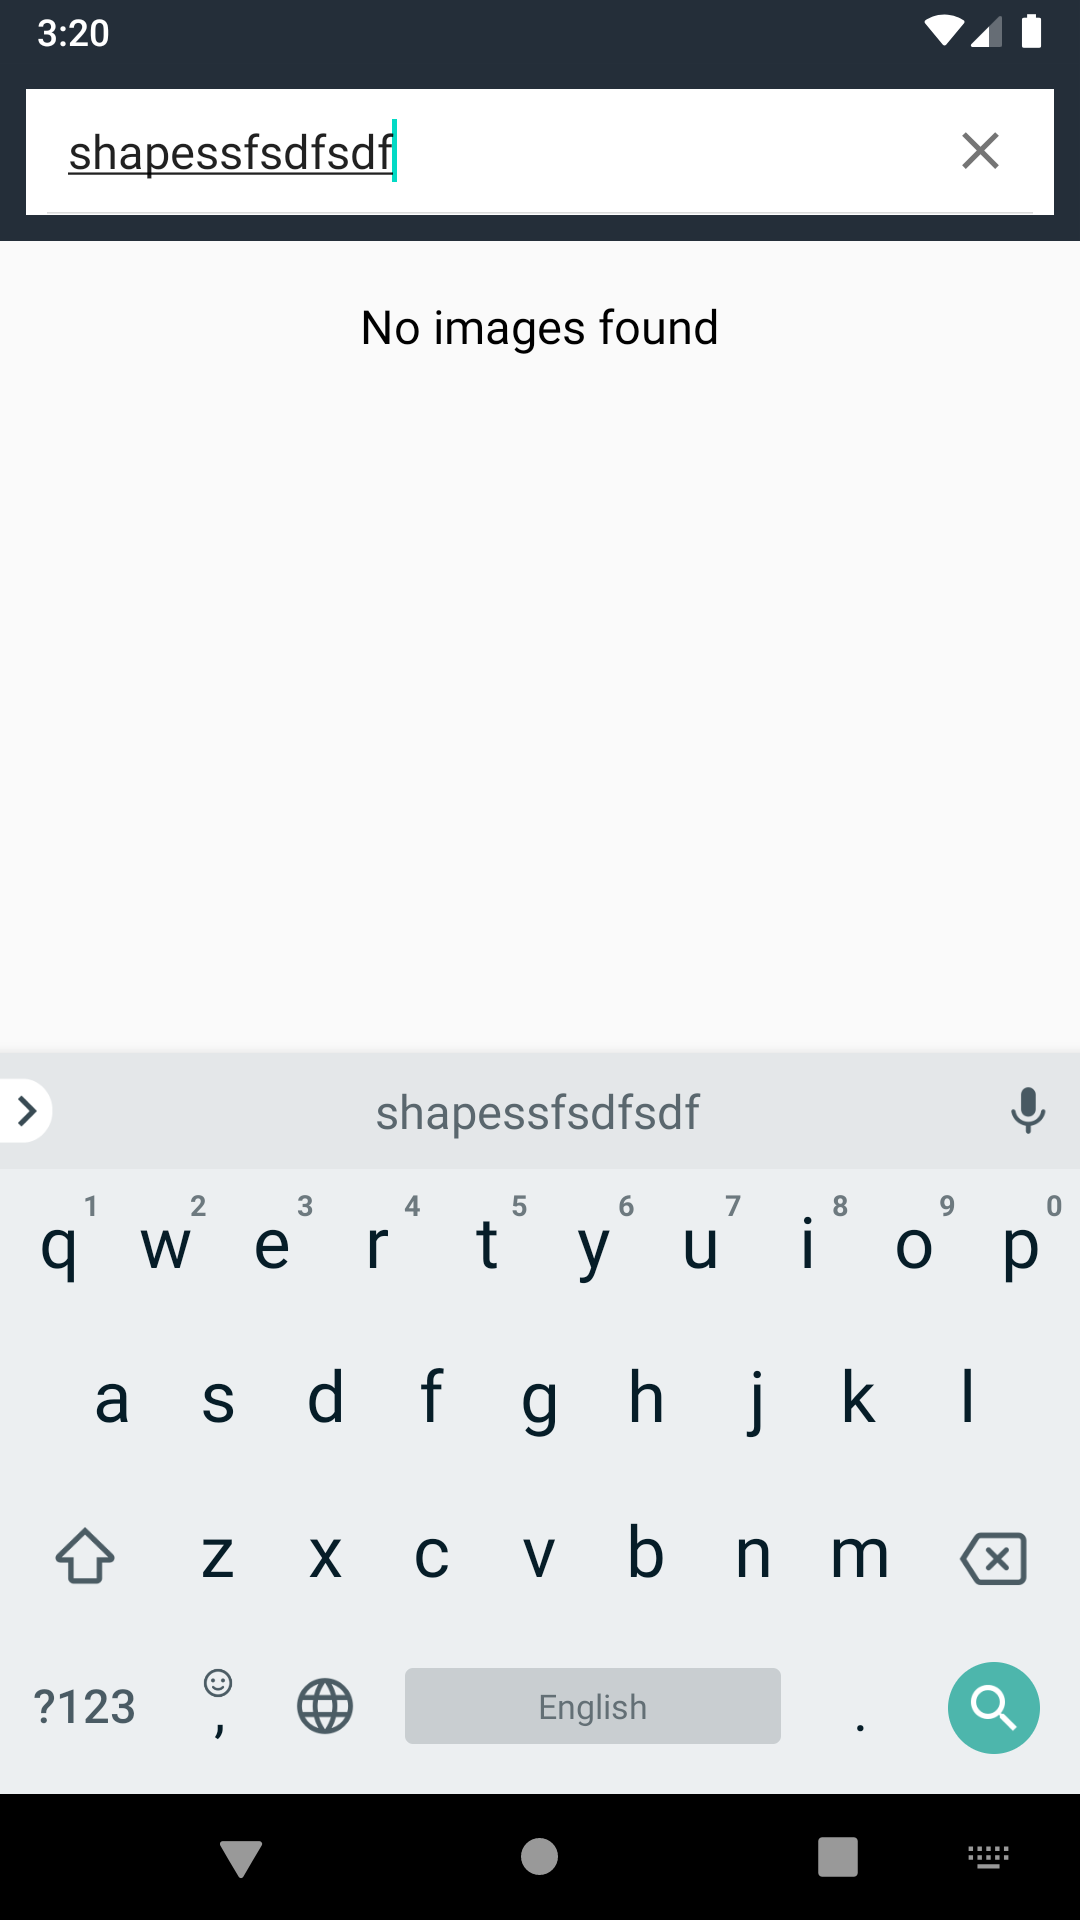 3:20
shapessfsdfsdf
No images found
shapessfsdfsdf
1 2 3 4 5 6 7 8 9 0
q w e r t y u i o p
a s d f g h j k l
z x c v b n m
?123 , English .